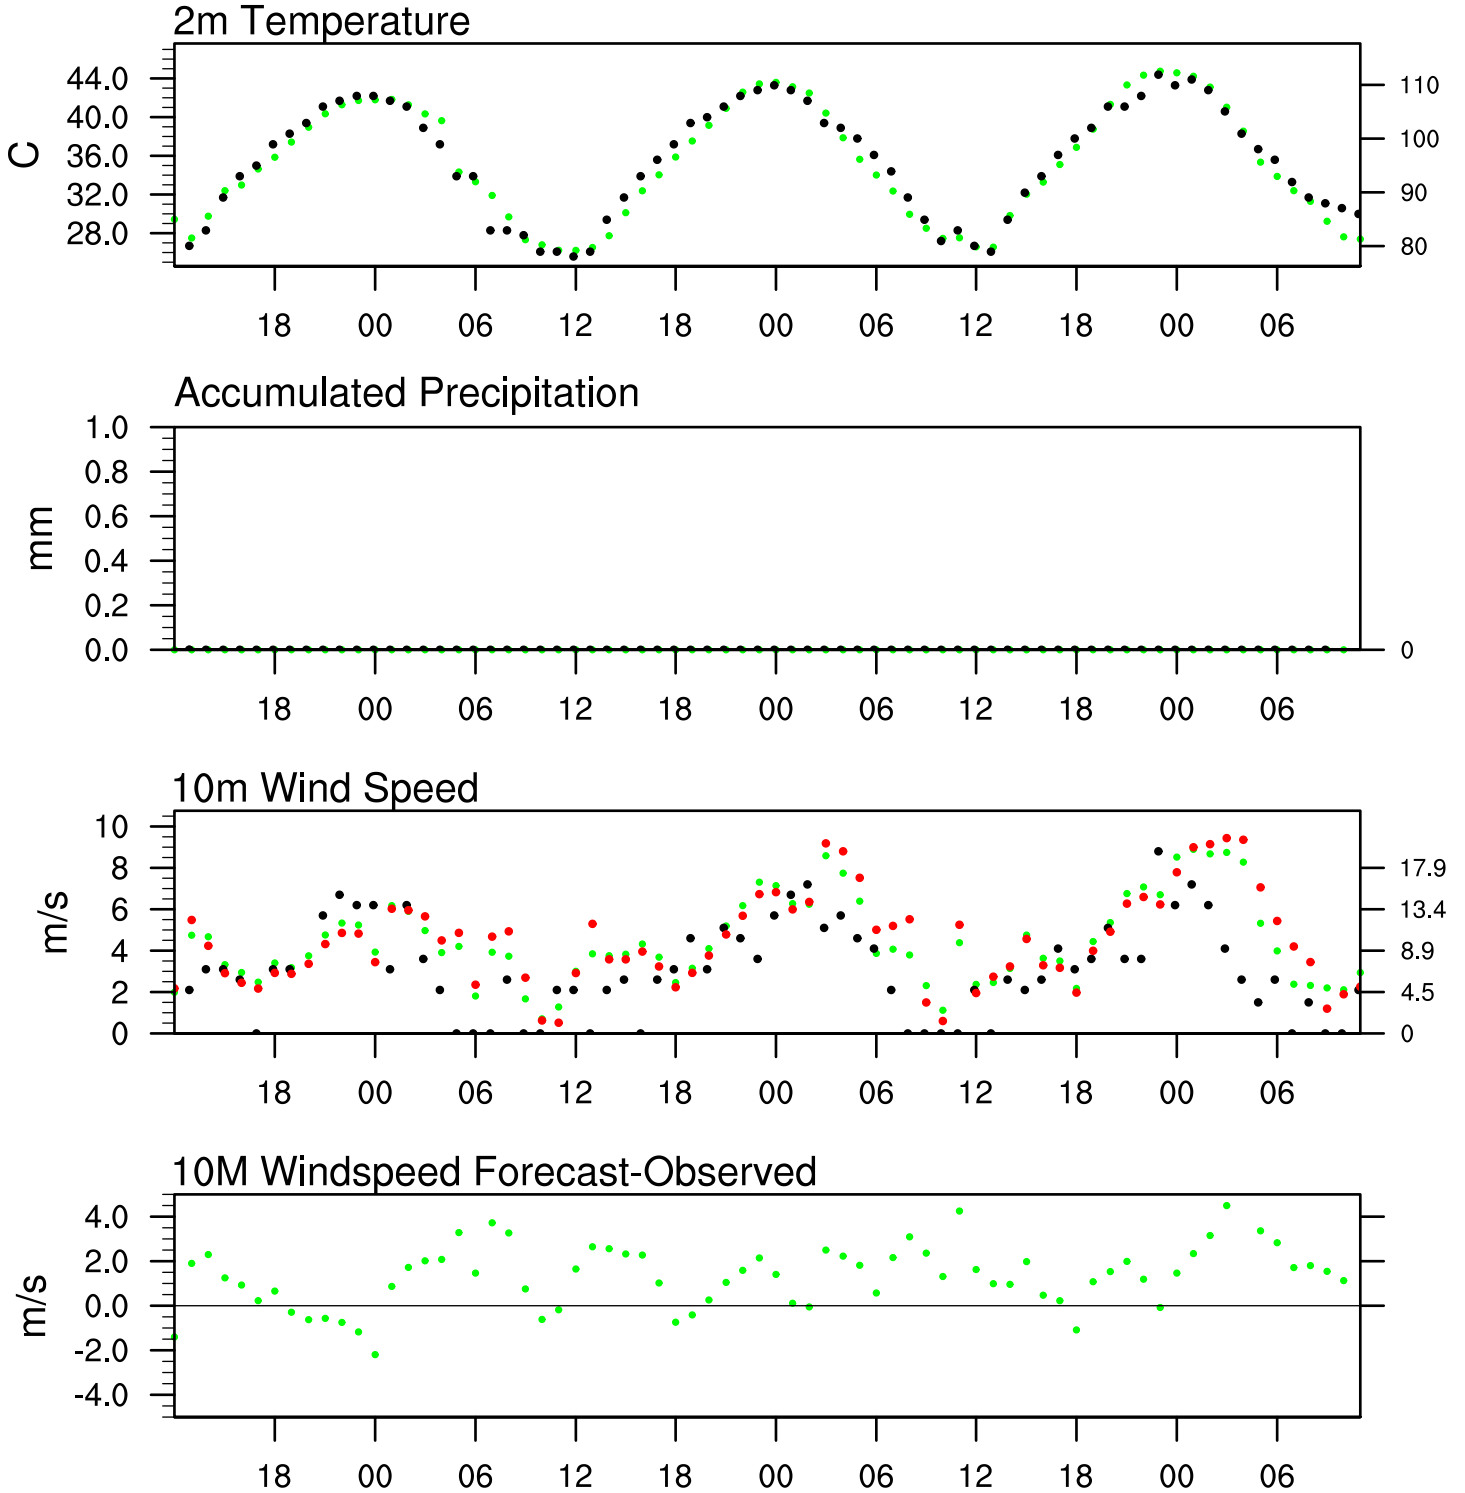 2m Temperature
C
44.0
40.0
36.0
32.0
28.0
110
100
90
80
18 00 06 12 18 00 06 12 18 00 06
Accumulated Precipitation
mm
1.0
0.8
0.6
0.4
0.2
0.0
0
18 00 06 12 18 00 06 12 18 00 06
10m Wind Speed
m/s
10
8
6
4
2
0
17.9
13.4
8.9
4.5
0
18 00 06 12 18 00 06 12 18 00 06
10M Windspeed Forecast-Observed
m/s
4.0
2.0
0.0
-2.0
-4.0
18 00 06 12 18 00 06 12 18 00 06